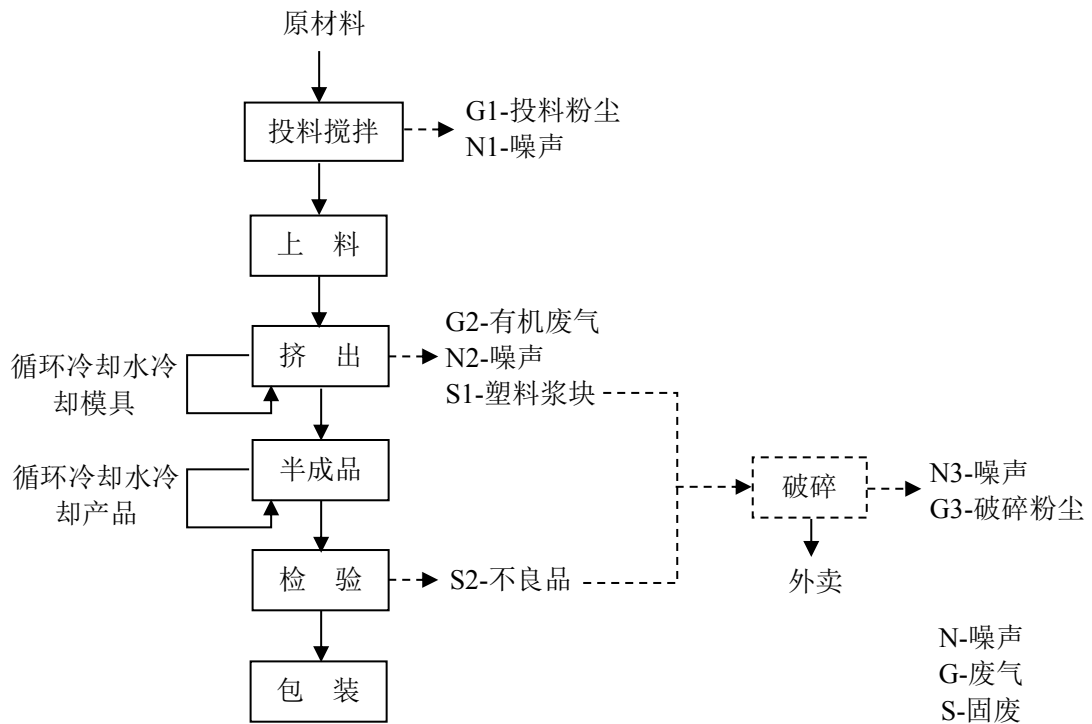 原材料
投料搅拌
G1-投料粉尘
N1-噪声
上 料
挤 出
G2-有机废气
N2-噪声
S1-塑料浆块
循环冷却水冷
却模具
半成品
循环冷却水冷
却产品
破碎
N3-噪声
G3-破碎粉尘
检 验
S2-不良品
外卖
包 装
N-噪声
G-废气
S-固废